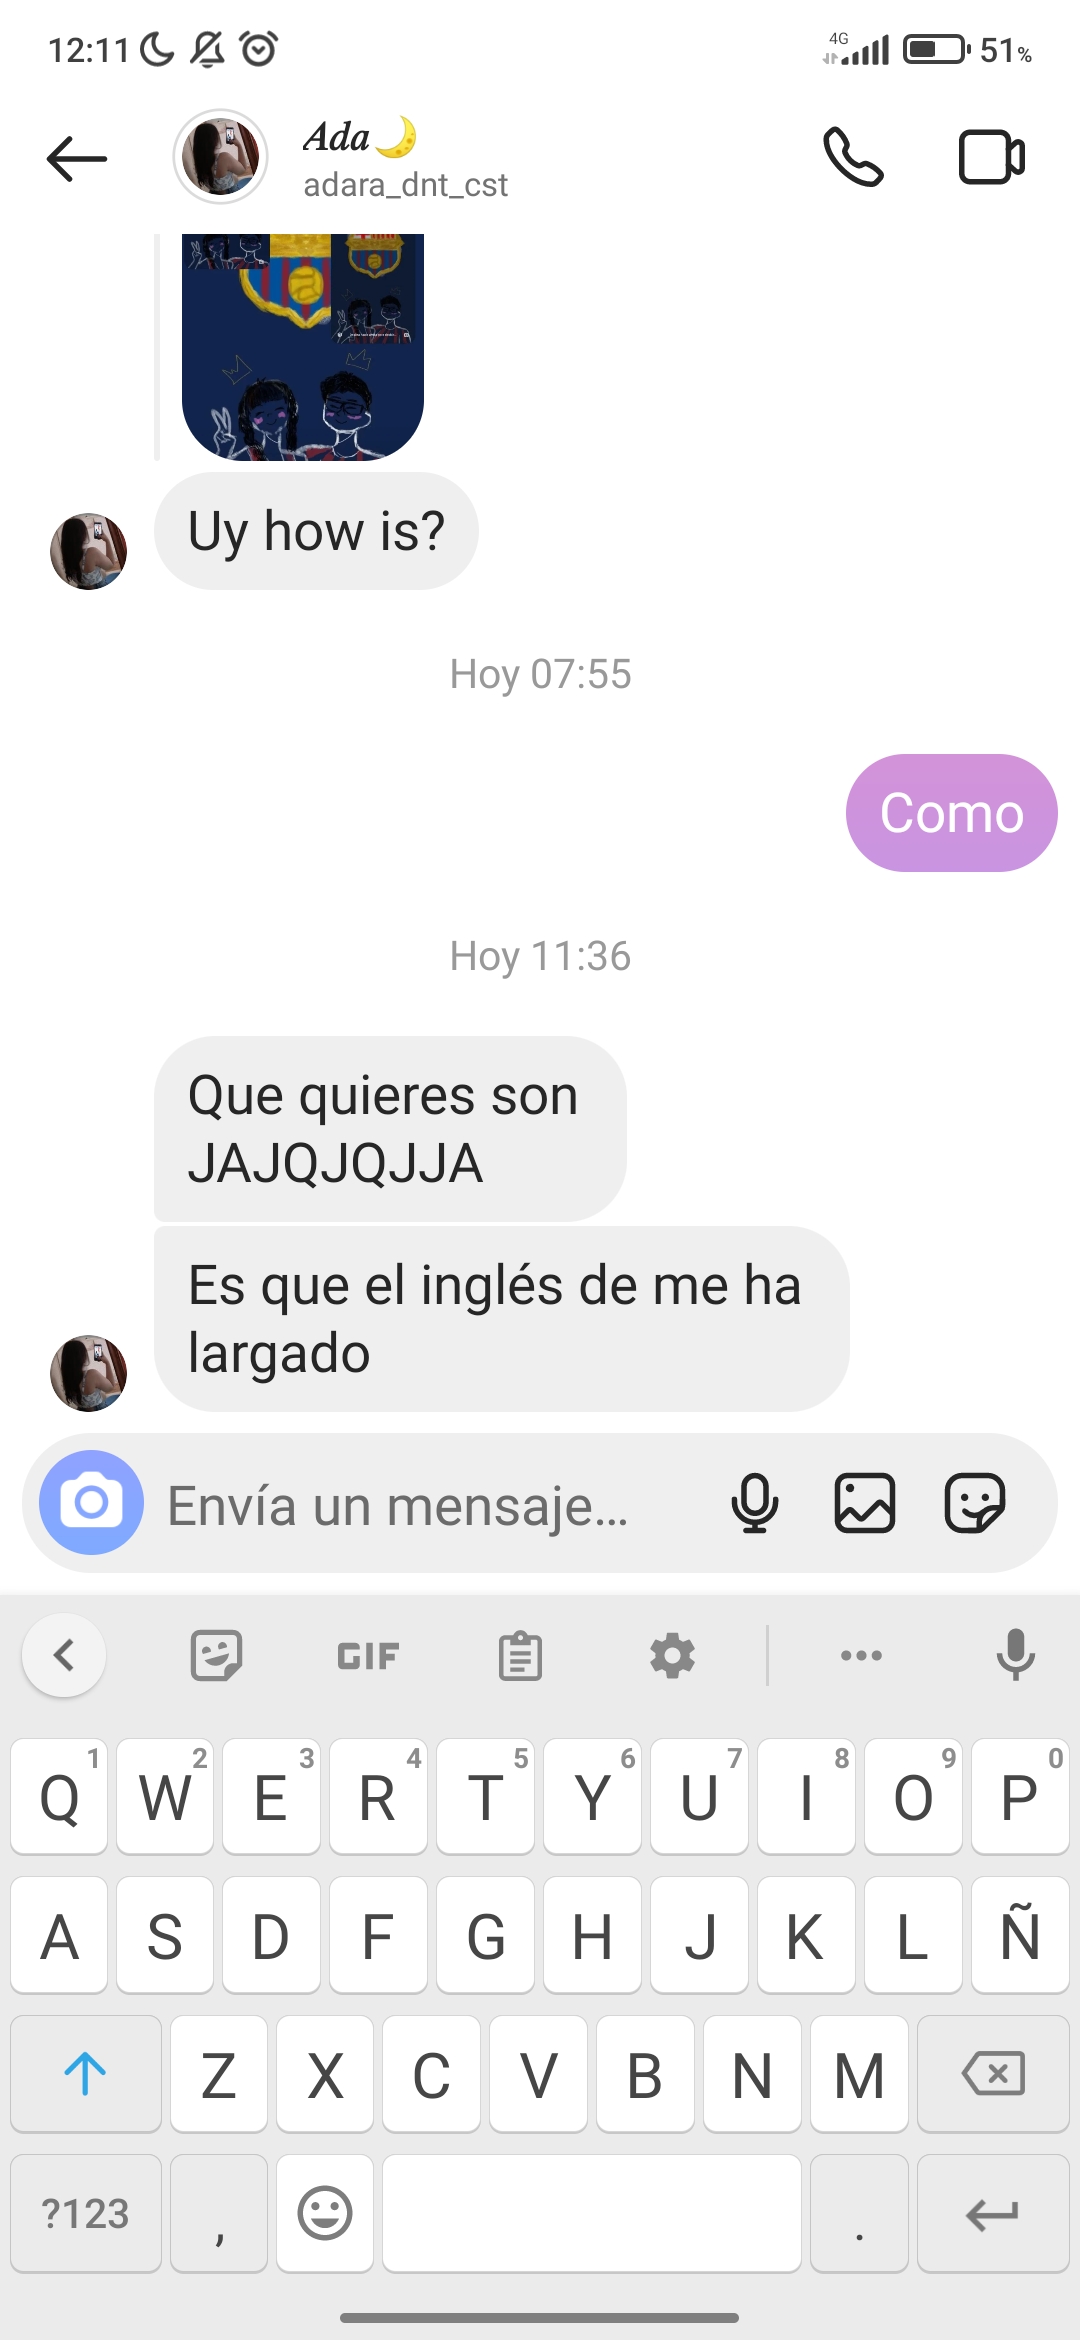 12:11
4G
51%
Ada🌙
adara_dnt_cst
Uy how is?
Hoy 07:55
Como
Hoy 11:36
Que quieres son
JAJQJQJJA
Es que el inglés de me ha
largado
Envía un mensaje...
GIF
1 2 3 4 5 6 7 8 9 0
Q W E R T Y U I O P
A S D F G H J K L Ñ
Z X C V B N M
?123 , .